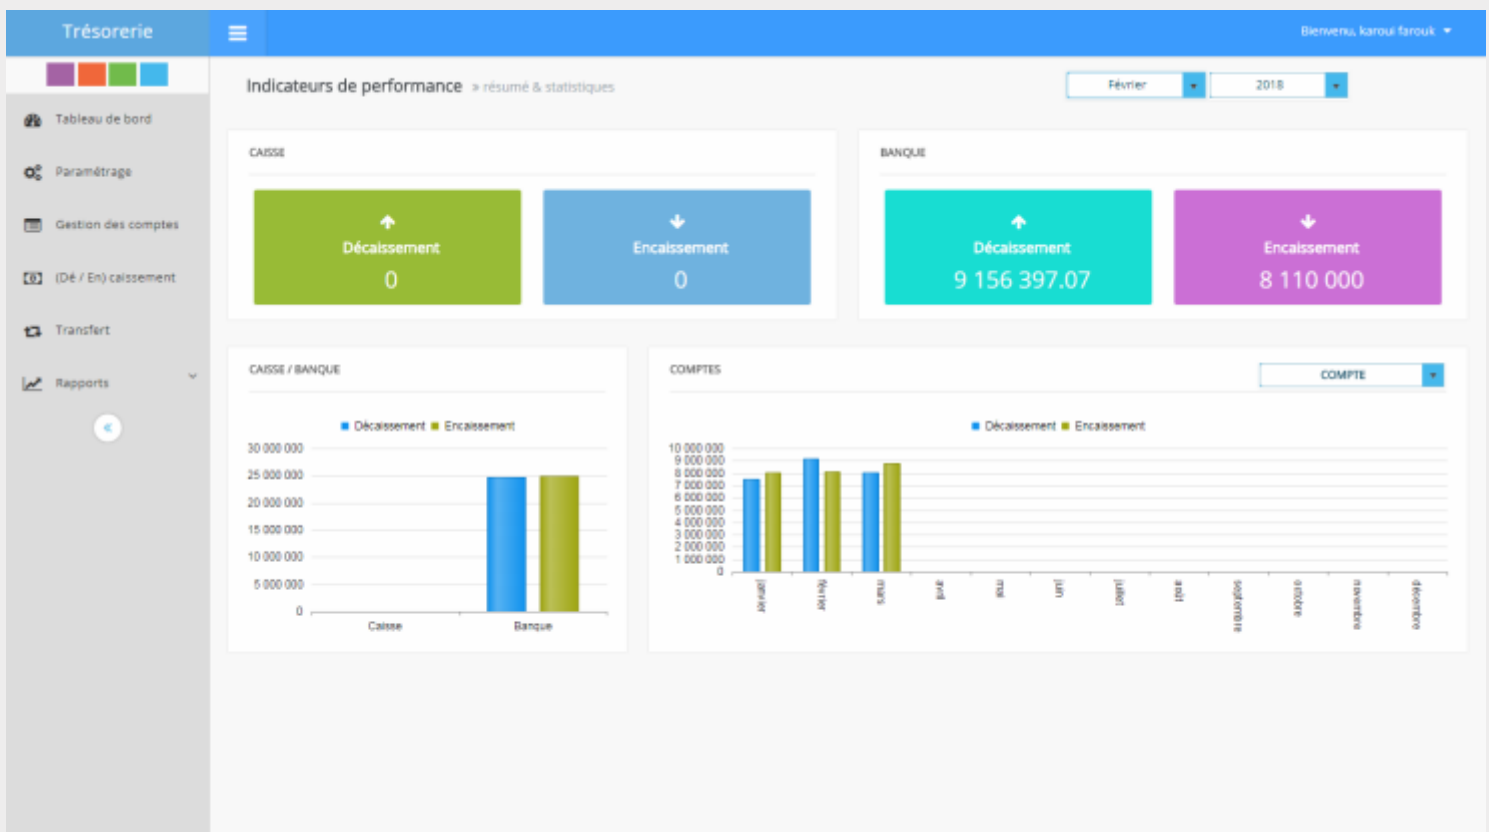 Trésorerie
Bienvenu, karoui farouk
Indicateurs de performance » résumé & statistiques
Février
2018
Tableau de bord
Paramétrage
Gestion des comptes
(Dé / En) caissement
Transfert
Rapports
CAISSE
Décaissement
0
Encaissement
0
BANQUE
Décaissement
9 156 397.07
Encaissement
8 110 000
CAISSE / BANQUE
Décaissement Encaissement
30 000 000
25 000 000
20 000 000
15 000 000
10 000 000
5 000 000
0
Caisse
Banque
COMPTES
COMPTE
Décaissement Encaissement
10 000 000
9 000 000
8 000 000
7 000 000
6 000 000
5 000 000
4 000 000
3 000 000
2 000 000
1 000 000
0
janvier
février
mars
avril
mai
juin
juillet
août
septembre
octobre
novembre
décembre